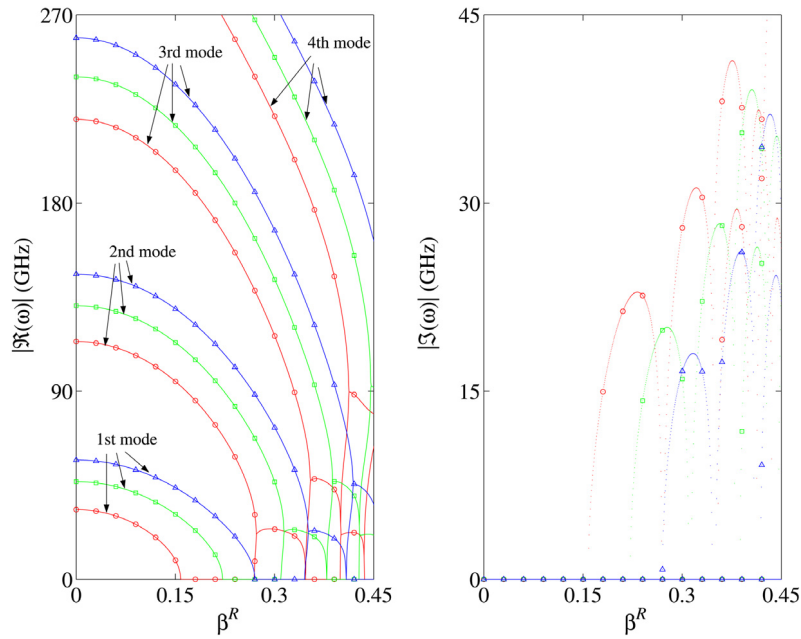 270
180
90
0
|ℜ(ω)| (GHz)
3rd mode
4th mode
2nd mode
1st mode
0 0.15 0.3 0.45
β^R
45
30
15
0
|ℑ(ω)| (GHz)
0 0.15 0.3 0.45
β^R